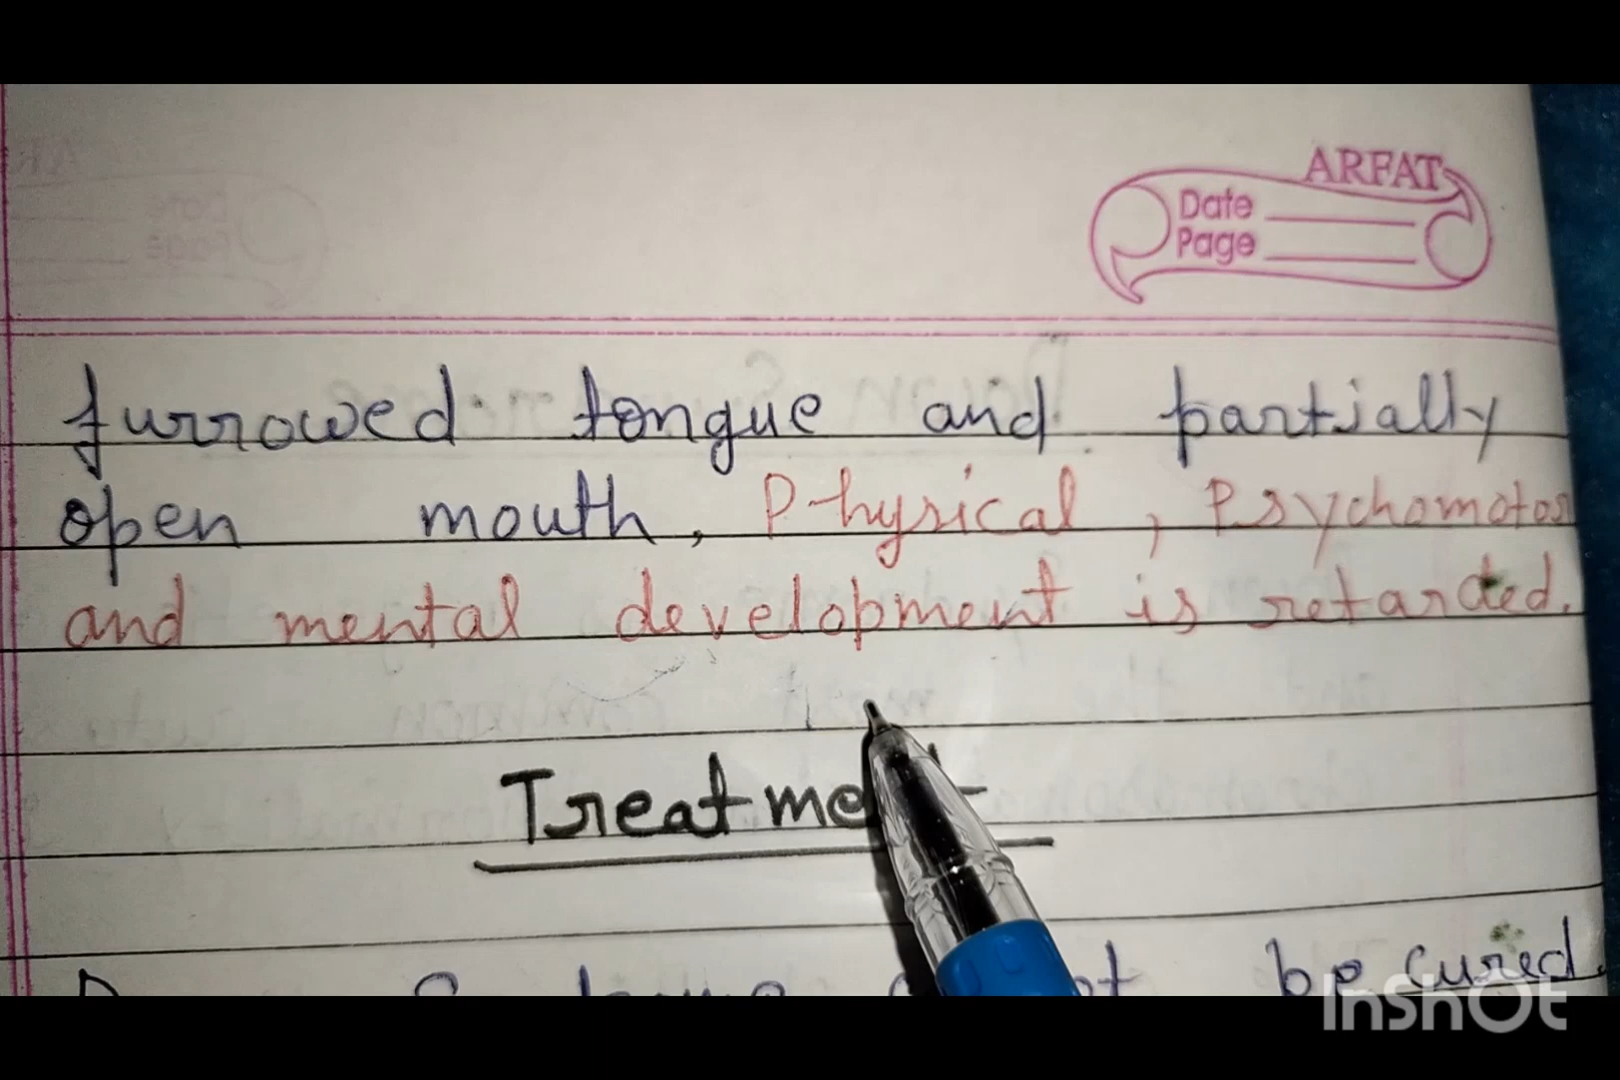 ARFAT
Date
Page
furrowed tongue and partially
open mouth, Physical, Psychomotor
and mental development is retarded.
Treatment
be cured.
InShOt